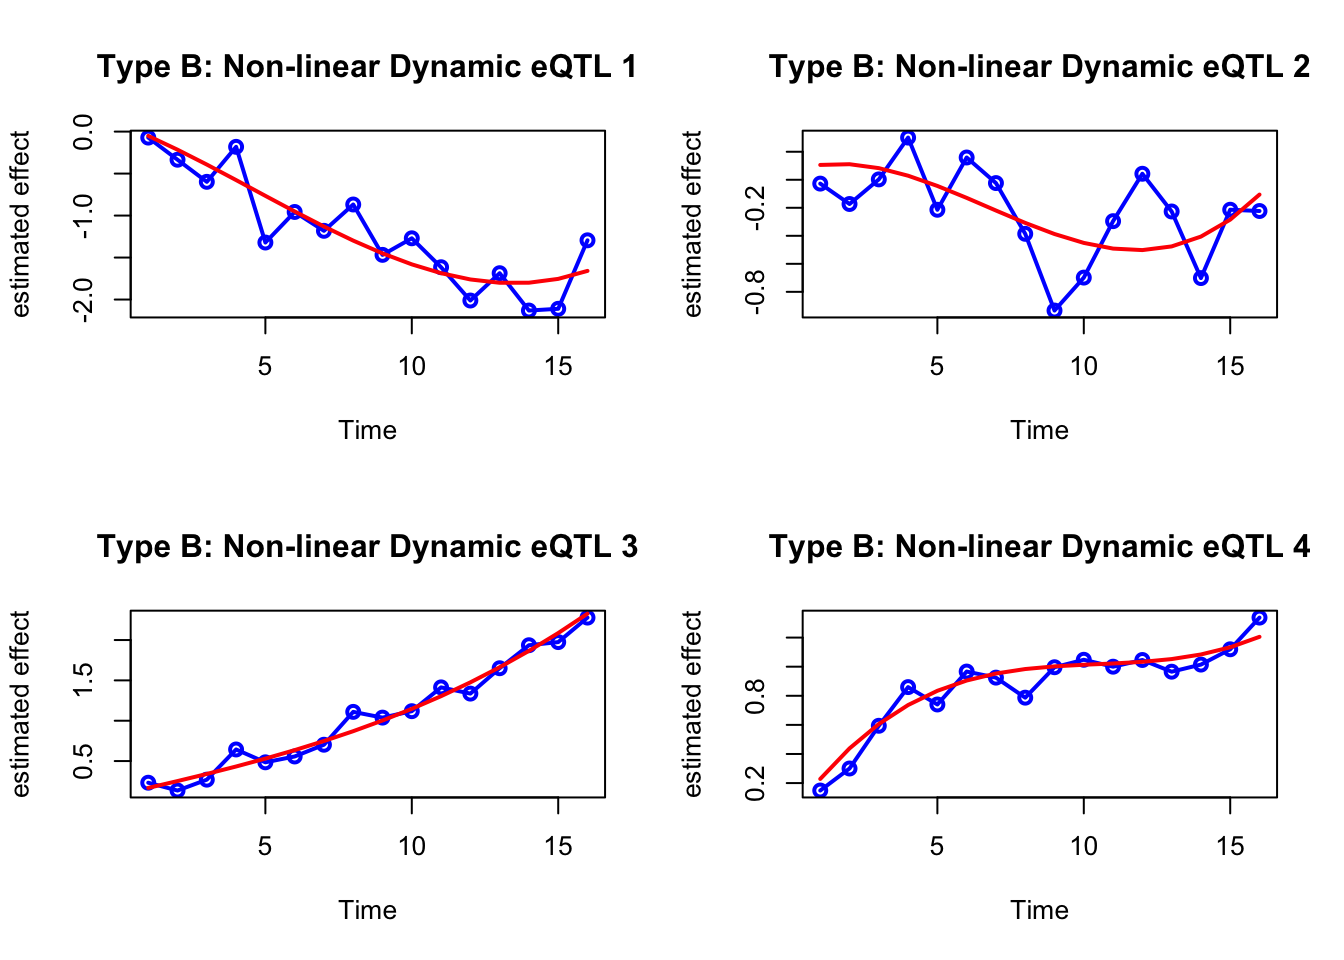 Type B: Non-linear Dynamic eQTL 1
estimated effect
0.0
-1.0
-2.0
5 10 15
Time
Type B: Non-linear Dynamic eQTL 2
estimated effect
-0.2
-0.8
5 10 15
Time
Type B: Non-linear Dynamic eQTL 3
estimated effect
1.5
0.5
5 10 15
Time
Type B: Non-linear Dynamic eQTL 4
estimated effect
0.8
0.2
5 10 15
Time